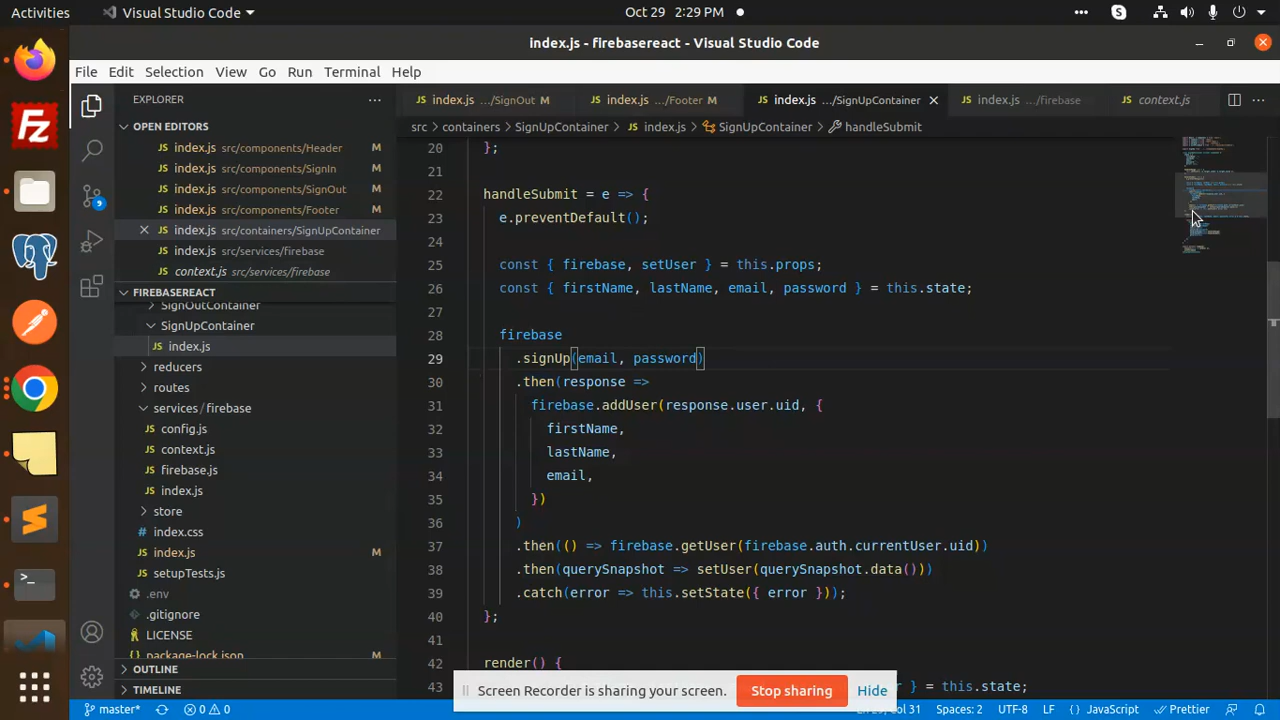 Activities
Visual Studio Code
Oct 29 2:29 PM
index.js - firebasereact - Visual Studio Code
File Edit Selection View Go Run Terminal Help
EXPLORER
index.js .../SignOut M
index.js .../Footer M
index.js .../SignUpContainer
index.js .../firebase
context.js
src containers SignUpContainer index.js SignUpContainer handleSubmit
OPEN EDITORS
index.js src/components/Header M
index.js src/components/SignIn M
index.js src/components/SignOut M
index.js src/components/Footer M
index.js src/containers/SignUpContainer
index.js src/services/firebase
context.js src/services/firebase
FIREBASEREACT
SignOutContainer
SignUpContainer
index.js
reducers
routes
services / firebase
config.js
context.js
firebase.js
index.js
store
index.css
index.js M
setupTests.js
.env
.gitignore
LICENSE
package-lock.json
OUTLINE
TIMELINE
9
20 };
21
22 handleSubmit = e => {
23 e.preventDefault();
24
25 const { firebase, setUser } = this.props;
26 const { firstName, lastName, email, password } = this.state;
27
28 firebase
29 .signUp(email, password)
30 .then(response =>
31 firebase.addUser(response.user.uid, {
32 firstName,
33 lastName,
34 email,
35 })
36 )
37 .then(() => firebase.getUser(firebase.auth.currentUser.uid))
38 .then(querySnapshot => setUser(querySnapshot.data()))
39 .catch(error => this.setState({ error }));
40 };
41
42 render() {
43 } = this.state;
Screen Recorder is sharing your screen. Stop sharing Hide
master* 0 0 Spaces: 2 UTF-8 LF { } JavaScript Prettier